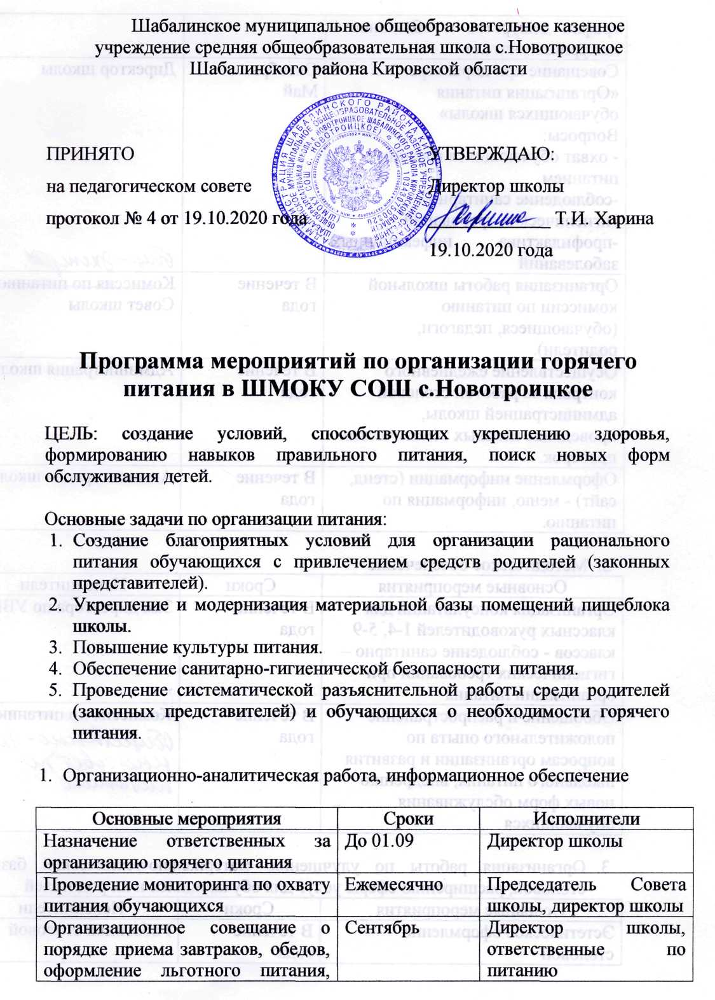 Шабалинское муниципальное общеобразовательное казенное
учреждение средняя общеобразовательная школа с.Новотроицкое
Шабалинского района Кировской области
ПРИНЯТО
УТВЕРЖДАЮ:
на педагогическом совете
Директор школы
протокол № 4 от 19.10.2020 года
Т.И. Харина
19.10.2020 года
Программа мероприятий по организации горячего
питания в ШМОКУ СОШ с.Новотроицкое
ЦЕЛЬ: создание условий, способствующих укреплению здоровья,
формированию навыков правильного питания, поиск новых форм
обслуживания детей.
Основные задачи по организации питания:
1. Создание благоприятных условий для организации рационального
питания обучающихся с привлечением средств родителей (законных
представителей).
2. Укрепление и модернизация материальной базы помещений пищеблока
школы.
3. Повышение культуры питания.
4. Обеспечение санитарно-гигиенической безопасности питания.
5. Проведение систематической разъяснительной работы среди родителей
(законных представителей) и обучающихся о необходимости горячего
питания.
1. Организационно-аналитическая работа, информационное обеспечение
Основные мероприятия Сроки Исполнители
Назначение ответственных за До 01.09 Директор школы
организацию горячего питания
Проведение мониторинга по охвату Ежемесячно Председатель Совета
питания обучающихся школы, директор школы
Организационное совещание о Сентябрь Директор школы,
порядке приема завтраков, обедов, ответственные по
оформление льготного питания, питанию